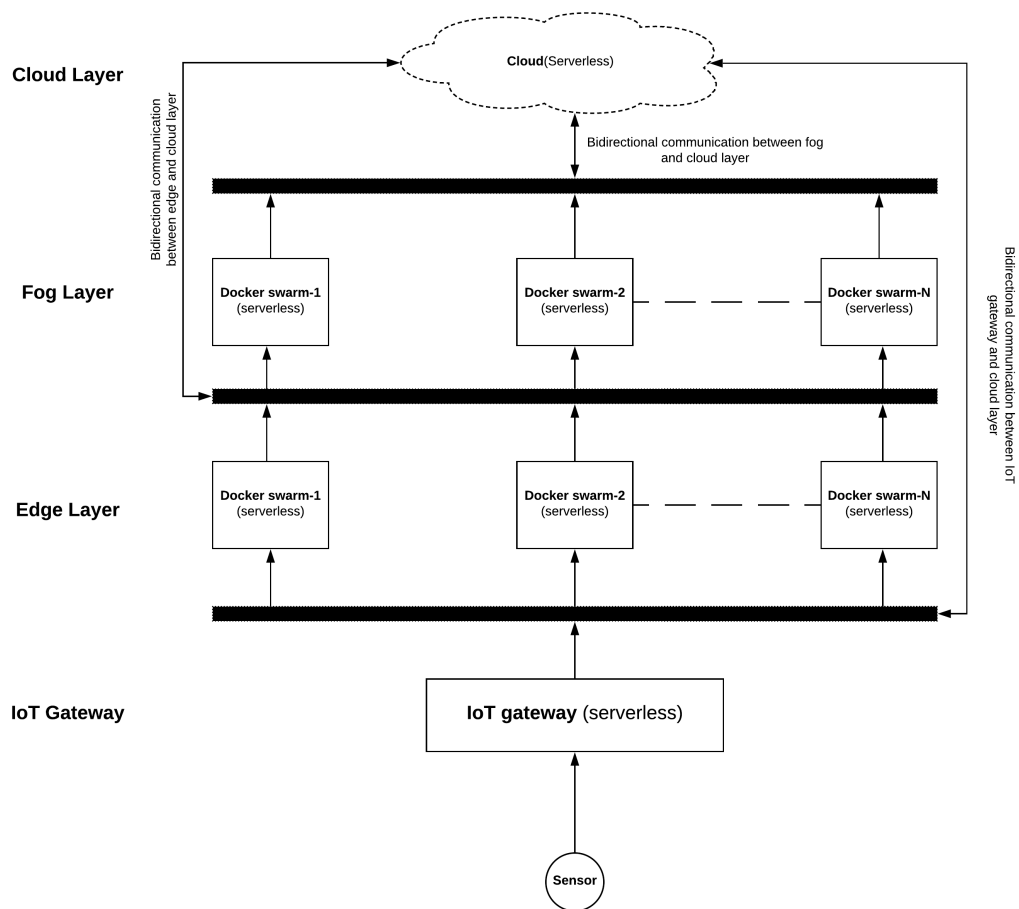 Cloud Layer
Cloud(Serverless)
Bidirectional communication
between edge and cloud layer
Bidirectional communication between fog
and cloud layer
Fog Layer
Docker swarm-1
(serverless)
Docker swarm-2
(serverless)
Docker swarm-N
(serverless)
Bidirectional communication between IoT
gateway and cloud layer
Edge Layer
Docker swarm-1
(serverless)
Docker swarm-2
(serverless)
Docker swarm-N
(serverless)
IoT Gateway
IoT gateway (serverless)
Sensor